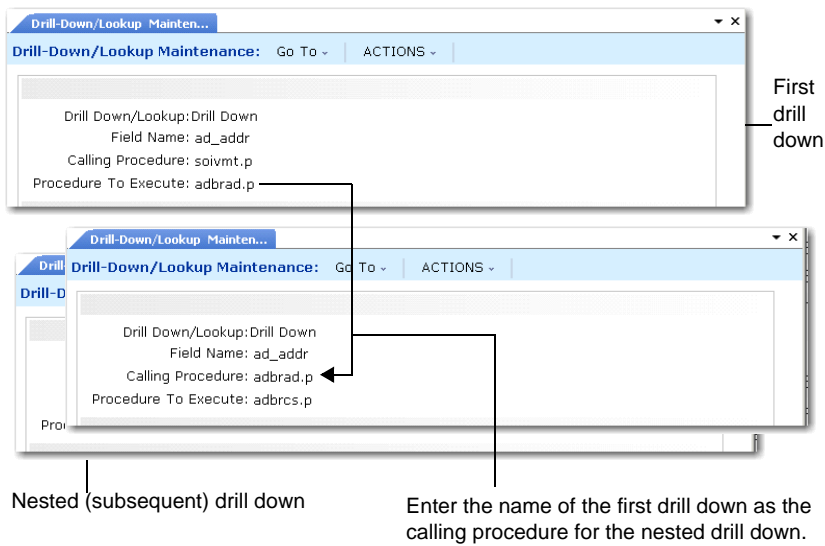 Drill-Down/Lookup Mainten...
Drill-Down/Lookup Maintenance: Go To ACTIONS
First
drill
down
Drill Down/Lookup: Drill Down
Field Name: ad_addr
Calling Procedure: soivmt.p
Procedure To Execute: adbrad.p
Drill-Down/Lookup Mainten...
Drill
Drill-Down/Lookup Maintenance: Go To ACTIONS
Drill-D
Drill Down/Lookup: Drill Down
Field Name: ad_addr
Calling Procedure: adbrad.p
Procedure To Execute: adbrcs.p
Pro
Nested (subsequent) drill down
Enter the name of the first drill down as the
calling procedure for the nested drill down.